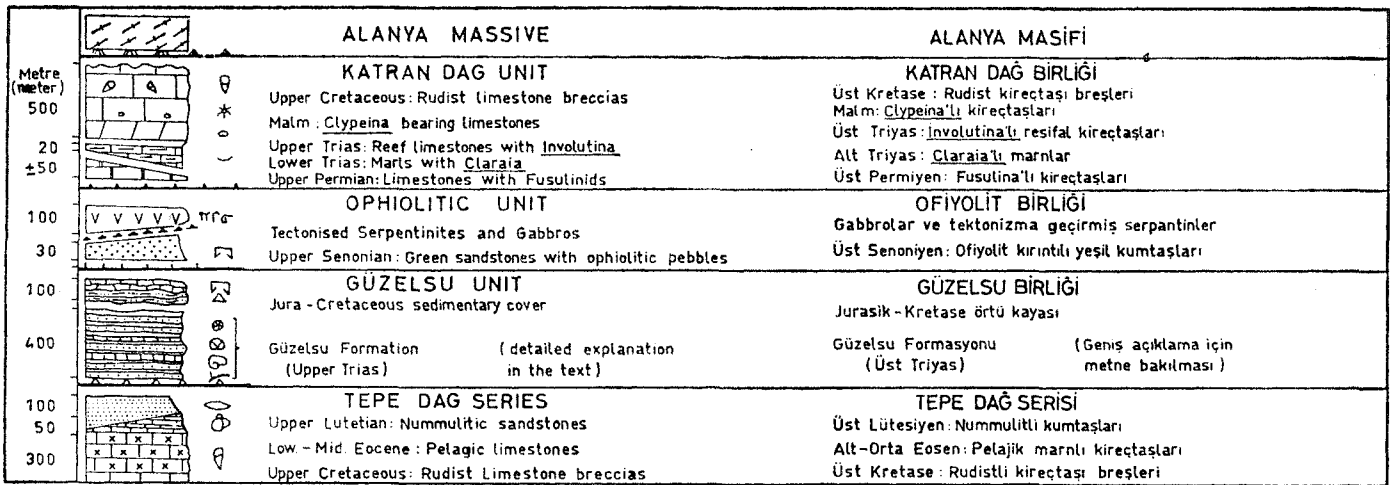 ALANYA MASSIVE
ALANYA MASİFİ
Metre
(meter)
500
20
±50
KATRAN DAG UNIT
Upper Cretaceous: Rudist limestone breccias
Malm : Clypeina bearing limestones
Upper Trias: Reef limestones with Involutina
Lower Trias: Marls with Claraia
Upper Permian: Limestones with Fusulinids
KATRAN DAĞ BİRLİĞİ
Üst Kretase : Rudist kireçtaşı breşleri
Malm: Clypeina'lı kireçtaşları
Üst Triyas : Involutina'lı resifal kireçtaşları
Alt Triyas : Claraia'lı marnlar
Üst Permiyen: Fusulina'lı kireçtaşları
100
30
OPHIOLITIC UNIT
Tectonised Serpentinites and Gabbros
Upper Senonian: Green sandstones with ophiolitic pebbles
OFİYOLİT BİRLİĞİ
Gabbrolar ve tektonizma geçirmiş serpantinler
Üst Senoniyen: Ofiyolit kırıntılı yeşil kumtaşları
100
400
GÜZELSU UNIT
Jura - Cretaceous sedimentary cover
Güzelsu Formation (detailed explanation
(Upper Trias) in the text)
GÜZELSU BİRLİĞİ
Jurasik - Kretase örtü kayası
Güzelsu Formasyonu (Geniş açıklama için
(Üst Triyas) metne bakılması)
100
50
300
TEPE DAG SERIES
Upper Lutetian: Nummulitic sandstones
Low. - Mid. Eocene : Pelagic limestones
Upper Cretaceous: Rudist Limestone breccias
TEPE DAĞ SERİSİ
Üst Lütesiyen: Nummulitli kumtaşları
Alt-Orta Eosen: Pelajik marnlı kireçtaşları
Üst Kretase : Rudistli kireçtaşı breşleri